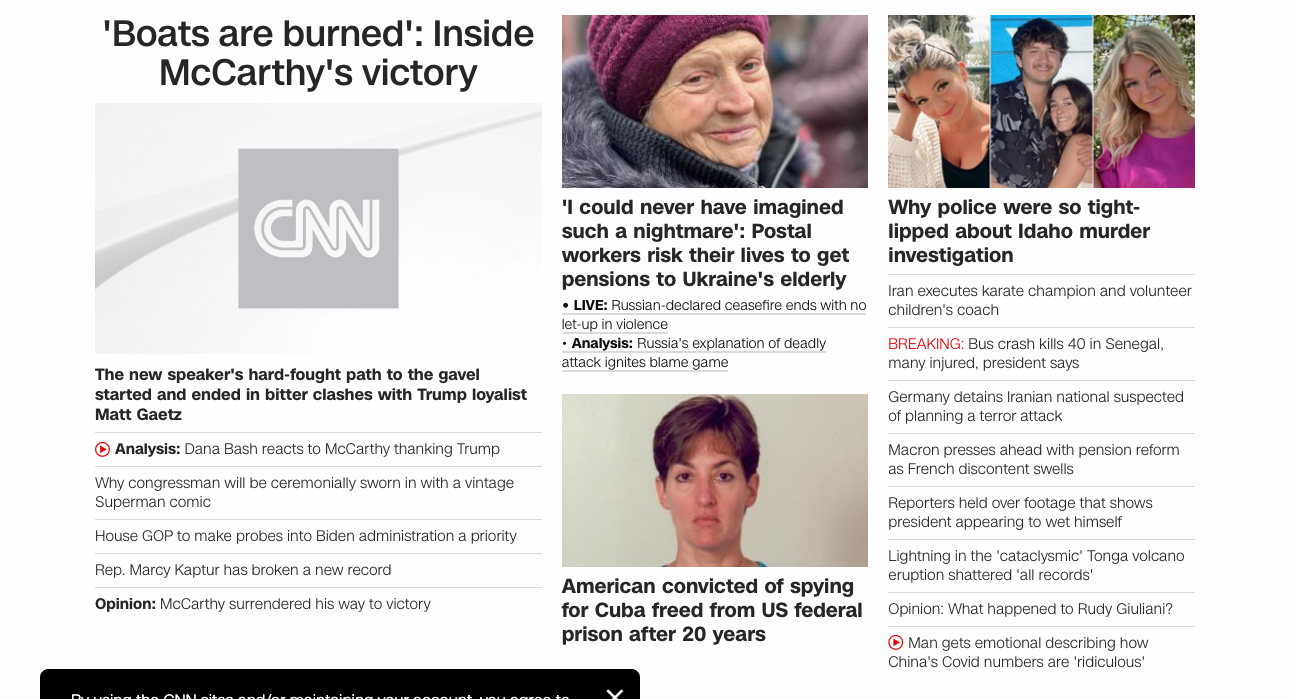 'Boats are burned': Inside
McCarthy's victory
CNN
The new speaker's hard-fought path to the gavel
started and ended in bitter clashes with Trump loyalist
Matt Gaetz
Analysis: Dana Bash reacts to McCarthy thanking Trump
Why congressman will be ceremonially sworn in with a vintage
Superman comic
House GOP to make probes into Biden administration a priority
Rep. Marcy Kaptur has broken a new record
Opinion: McCarthy surrendered his way to victory
'I could never have imagined
such a nightmare': Postal
workers risk their lives to get
pensions to Ukraine's elderly
• LIVE: Russian-declared ceasefire ends with no
let-up in violence
• Analysis: Russia's explanation of deadly
attack ignites blame game
American convicted of spying
for Cuba freed from US federal
prison after 20 years
Why police were so tight-
lipped about Idaho murder
investigation
Iran executes karate champion and volunteer
children's coach
BREAKING: Bus crash kills 40 in Senegal,
many injured, president says
Germany detains Iranian national suspected
of planning a terror attack
Macron presses ahead with pension reform
as French discontent swells
Reporters held over footage that shows
president appearing to wet himself
Lightning in the 'cataclysmic' Tonga volcano
eruption shattered 'all records'
Opinion: What happened to Rudy Giuliani?
Man gets emotional describing how
China's Covid numbers are 'ridiculous'
By using the CNN sites and/or maintaining your account, you agree to